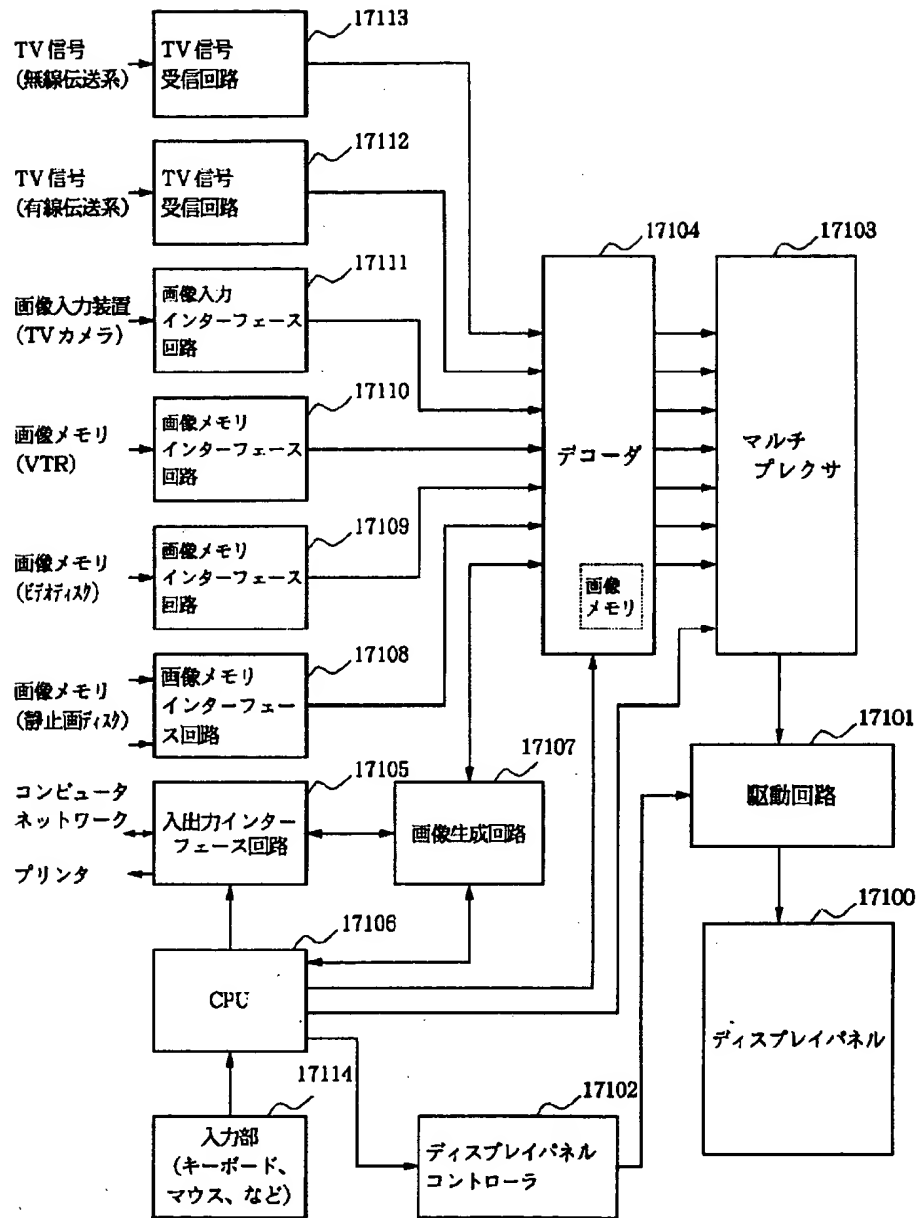 17113
TV信号
(無線伝送系)
TV信号
受信回路
17112
TV信号
(有線伝送系)
TV信号
受信回路
17104
17103
17111
画像入力装置
(TVカメラ)
画像入力
インターフェース
回路
17110
画像メモリ
(VTR)
画像メモリ
インターフェース
回路
デコーダ
マルチ
プレクサ
17109
画像メモリ
(ビデオディスク)
画像メモリ
インターフェース
回路
画像
メモリ
17108
画像メモリ
(静止画ディスク)
画像メモリ
インターフェー
ス回路
17101
駆動回路
17105
17107
コンピュータ
ネットワーク
プリンタ
入出力インター
フェース回路
画像生成回路
17100
ディスプレイパネル
17106
CPU
17114
入力部
(キーボード、
マウス、など)
17102
ディスプレイパネル
コントローラ